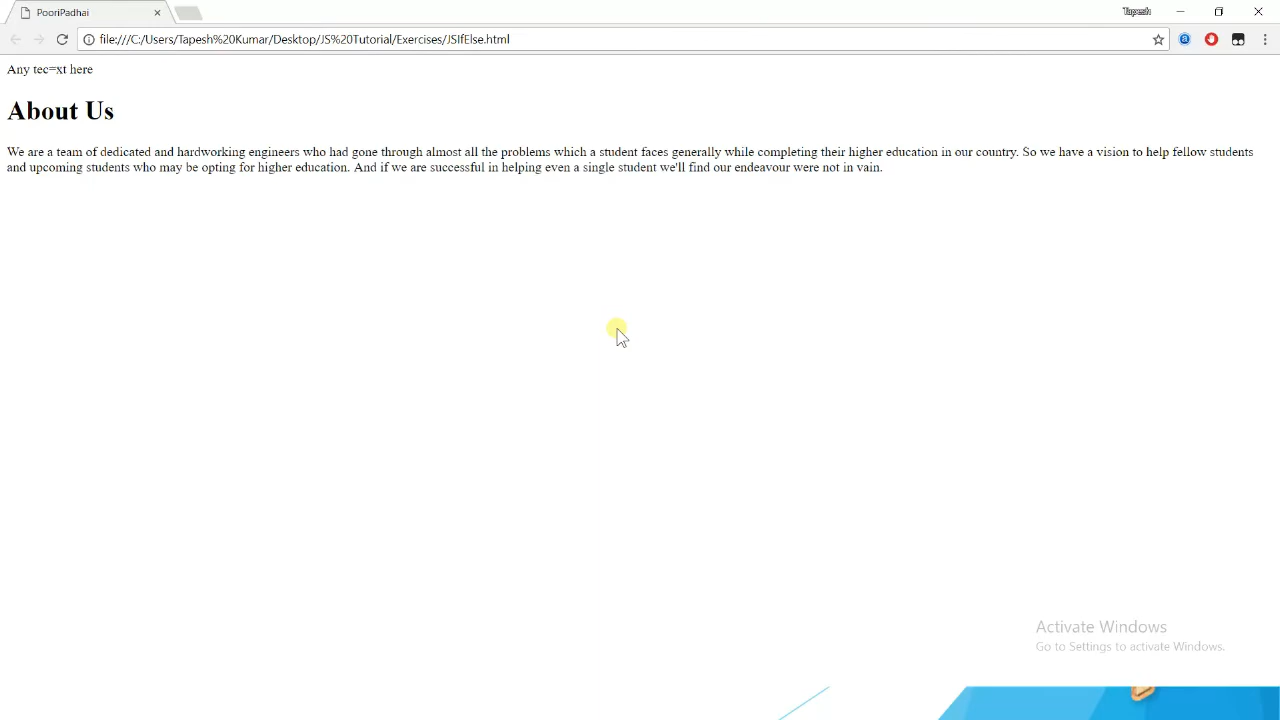 PooriPadhai
Tapesh
file:///C:/Users/Tapesh%20Kumar/Desktop/JS%20Tutorial/Exercises/JSIfElse.html
Any tec=xt here
About Us
We are a team of dedicated and hardworking engineers who had gone through almost all the problems which a student faces generally while completing their higher education in our country. So we have a vision to help fellow students
and upcoming students who may be opting for higher education. And if we are successful in helping even a single student we'll find our endeavour were not in vain.
Activate Windows
Go to Settings to activate Windows.